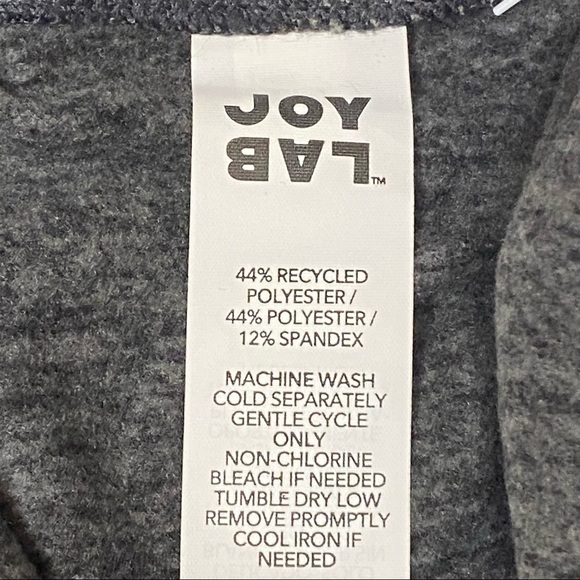 JOY
LAB™
44% RECYCLED
POLYESTER /
44% POLYESTER /
12% SPANDEX
MACHINE WASH
COLD SEPARATELY
GENTLE CYCLE
ONLY
NON-CHLORINE
BLEACH IF NEEDED
TUMBLE DRY LOW
REMOVE PROMPTLY
COOL IRON IF
NEEDED